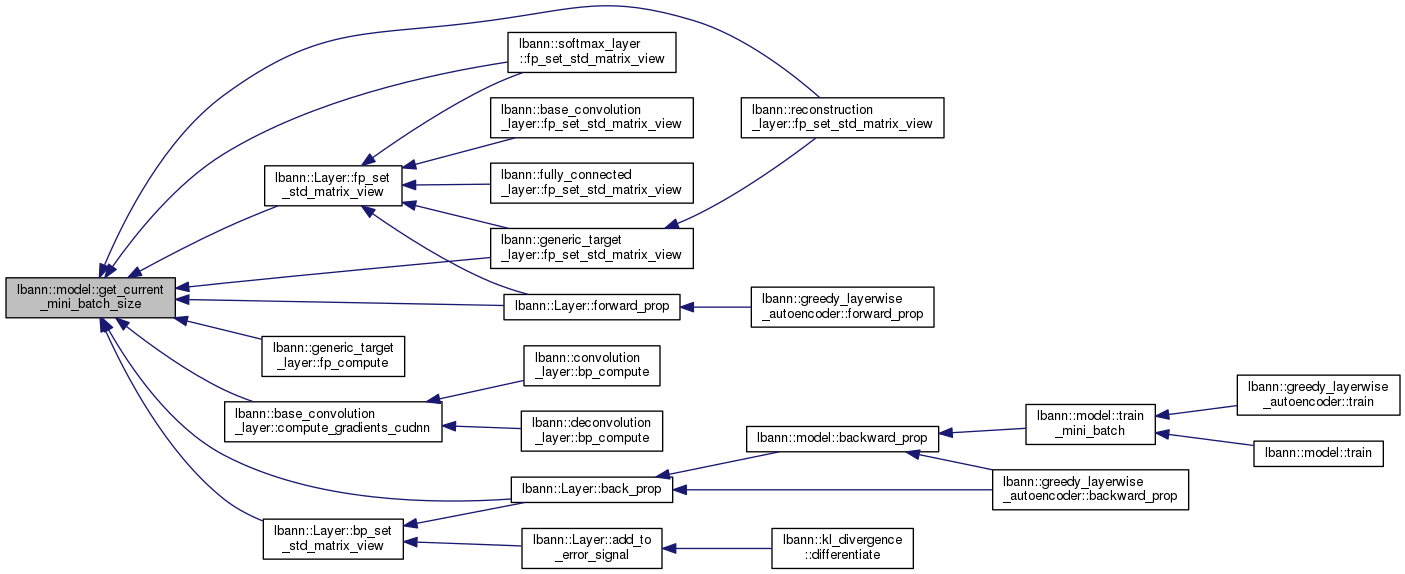 lbann::softmax_layer
::fp_set_std_matrix_view
lbann::base_convolution
_layer::fp_set_std_matrix_view
lbann::reconstruction
_layer::fp_set_std_matrix_view
lbann::Layer::fp_set
_std_matrix_view
lbann::fully_connected
_layer::fp_set_std_matrix_view
lbann::generic_target
_layer::fp_set_std_matrix_view
lbann::model::get_current
_mini_batch_size
lbann::Layer::forward_prop
lbann::greedy_layerwise
_autoencoder::forward_prop
lbann::generic_target
_layer::fp_compute
lbann::convolution
_layer::bp_compute
lbann::base_convolution
_layer::compute_gradients_cudnn
lbann::deconvolution
_layer::bp_compute
lbann::greedy_layerwise
_autoencoder::train
lbann::model::train
_mini_batch
lbann::model::backward_prop
lbann::model::train
lbann::Layer::back_prop
lbann::greedy_layerwise
_autoencoder::backward_prop
lbann::Layer::bp_set
_std_matrix_view
lbann::Layer::add_to
_error_signal
lbann::kl_divergence
::differentiate